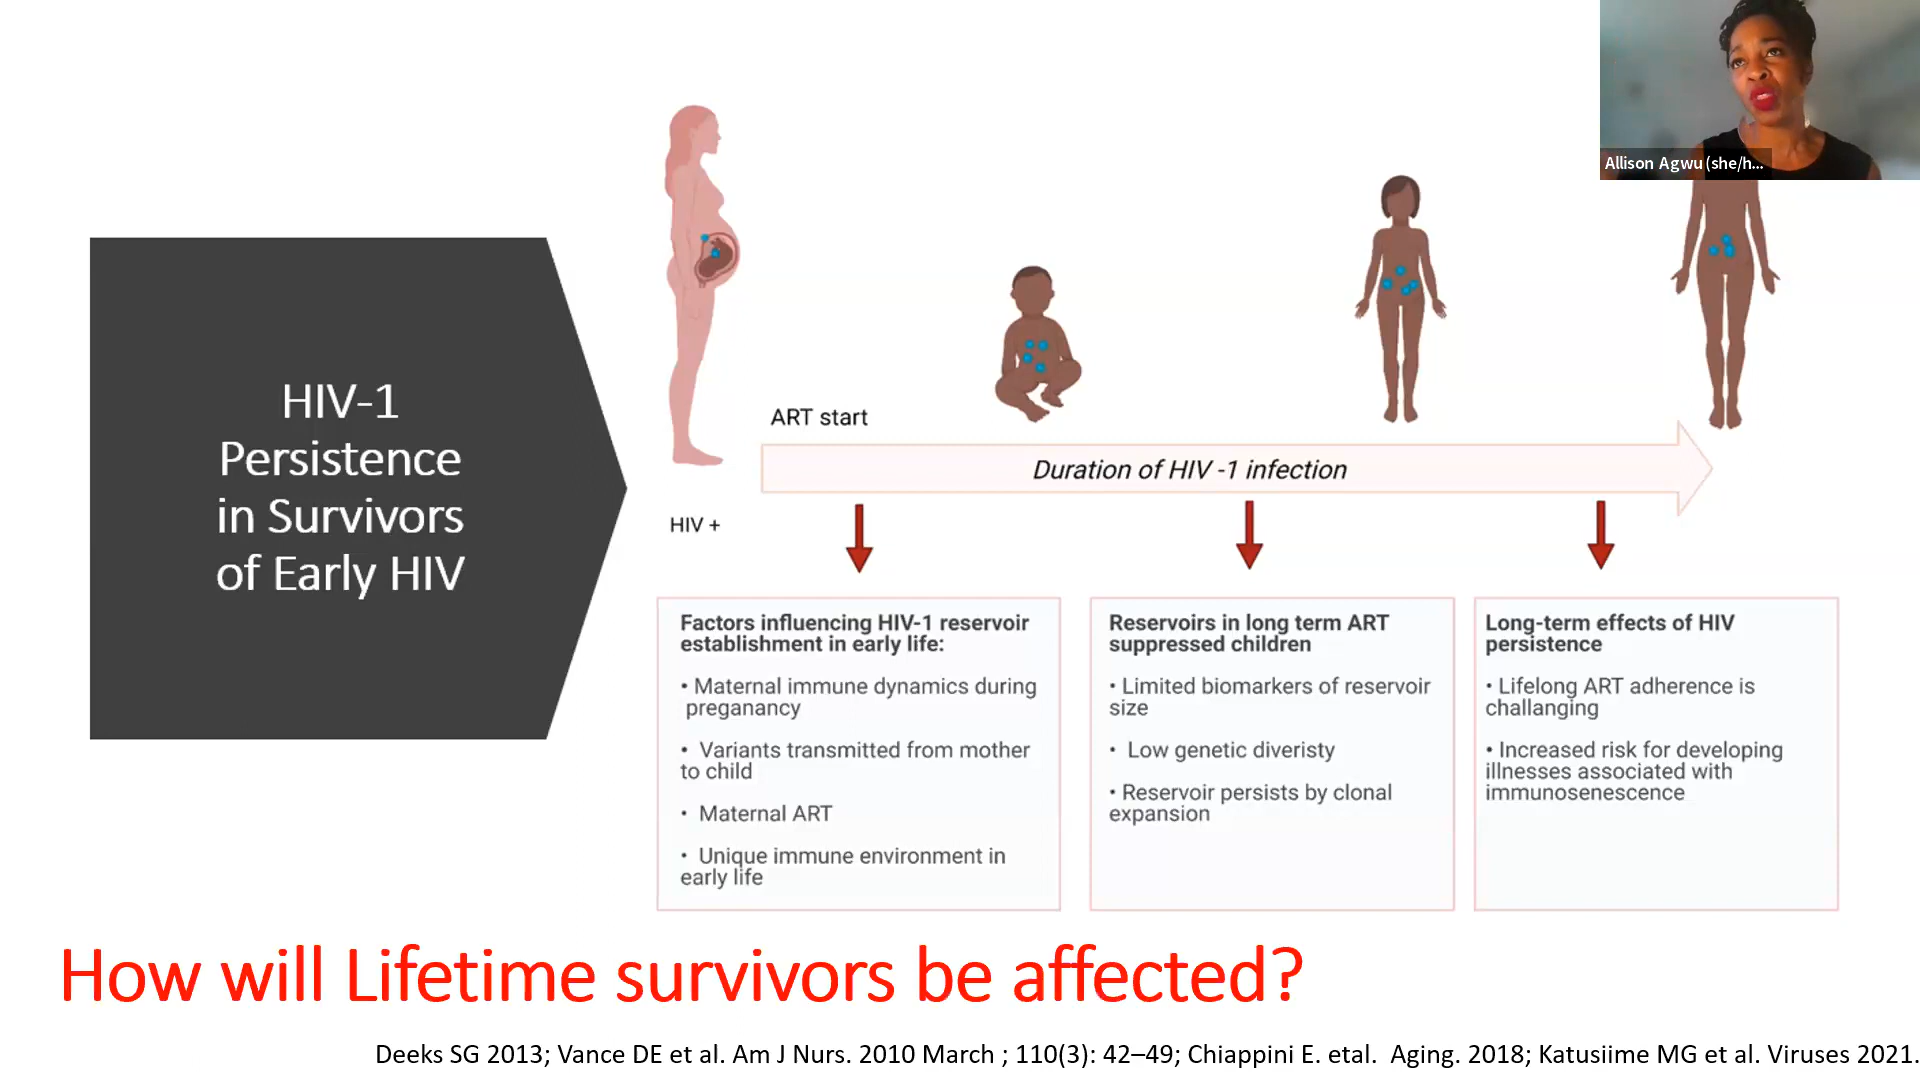 Allison Agwu (she/h...
HIV-1
Persistence
in Survivors
of Early HIV
ART start
Duration of HIV -1 infection
HIV +
Factors influencing HIV-1 reservoir
establishment in early life:
• Maternal immune dynamics during
preganancy
• Variants transmitted from mother
to child
• Maternal ART
• Unique immune environment in
early life
Reservoirs in long term ART
suppressed children
• Limited biomarkers of reservoir
size
• Low genetic diveristy
• Reservoir persists by clonal
expansion
Long-term effects of HIV
persistence
• Lifelong ART adherence is
challanging
• Increased risk for developing
illnesses associated with
immunosenescence
How will Lifetime survivors be affected?
Deeks SG 2013; Vance DE et al. Am J Nurs. 2010 March ; 110(3): 42–49; Chiappini E. etal. Aging. 2018; Katusiime MG et al. Viruses 2021.